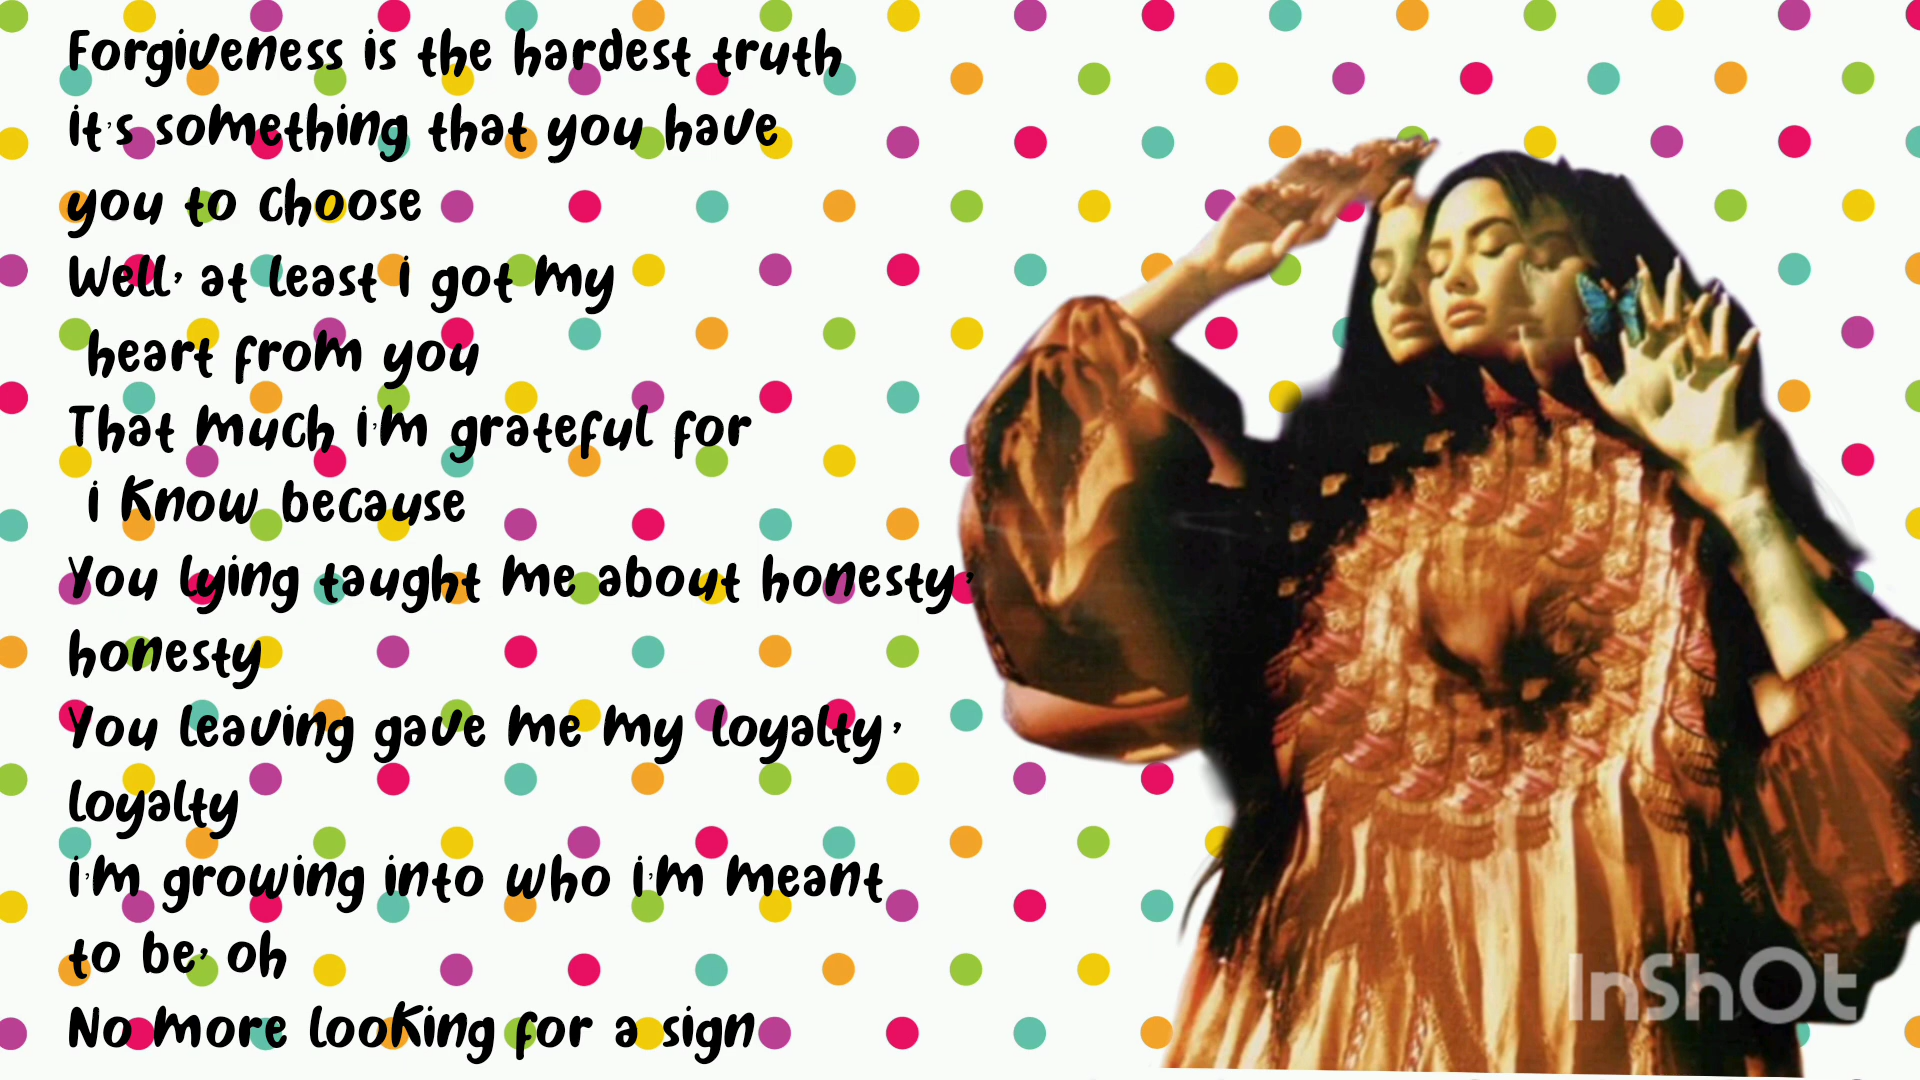 Forgiveness is the hardest truth
it's something that you have
you to choose
Well, at least i got my
heart from you
That much i'm grateful for
i know because
You lying taught me about honesty,
honesty
You leaving gave me my loyalty,
loyalty
i'm growing into who i'm meant
to be, oh
No more looking for a sign
InShOt